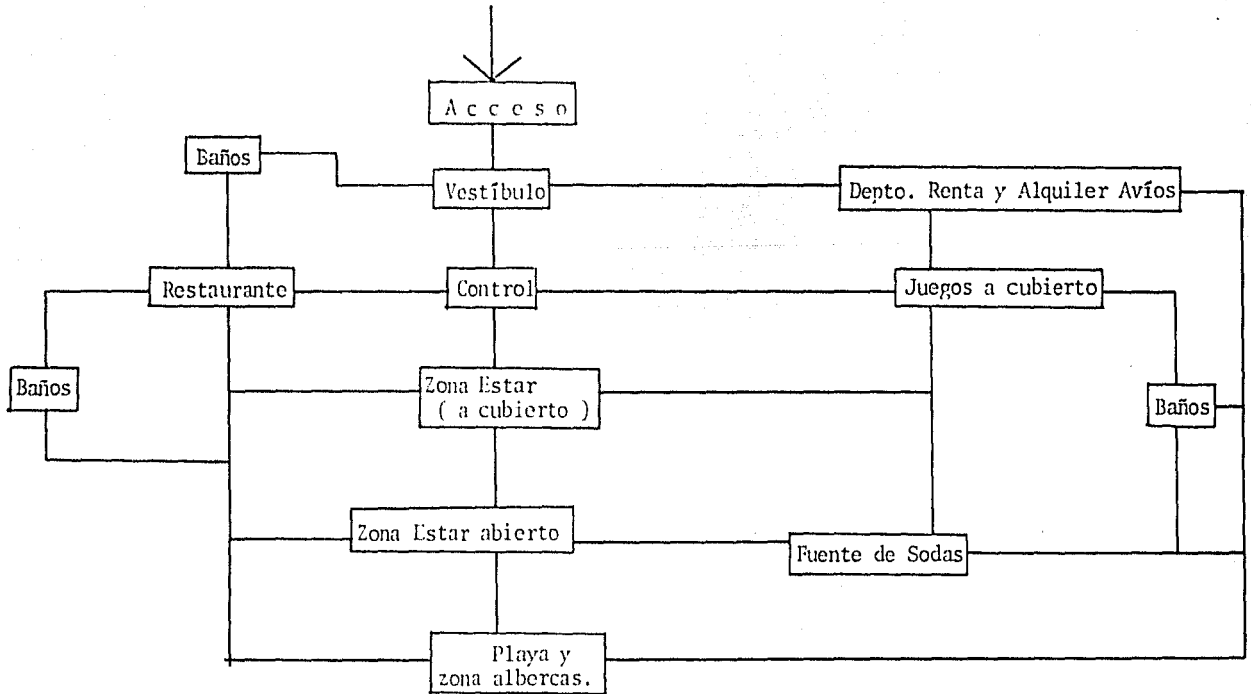 A c c e s o
Baños
Vestíbulo
Depto. Renta y Alquiler Avíos
Restaurante
Control
Juegos a cubierto
Baños
Zona Estar
( a cubierto )
Baños
Zona Estar abierto
Fuente de Sodas
Playa y
zona albercas.